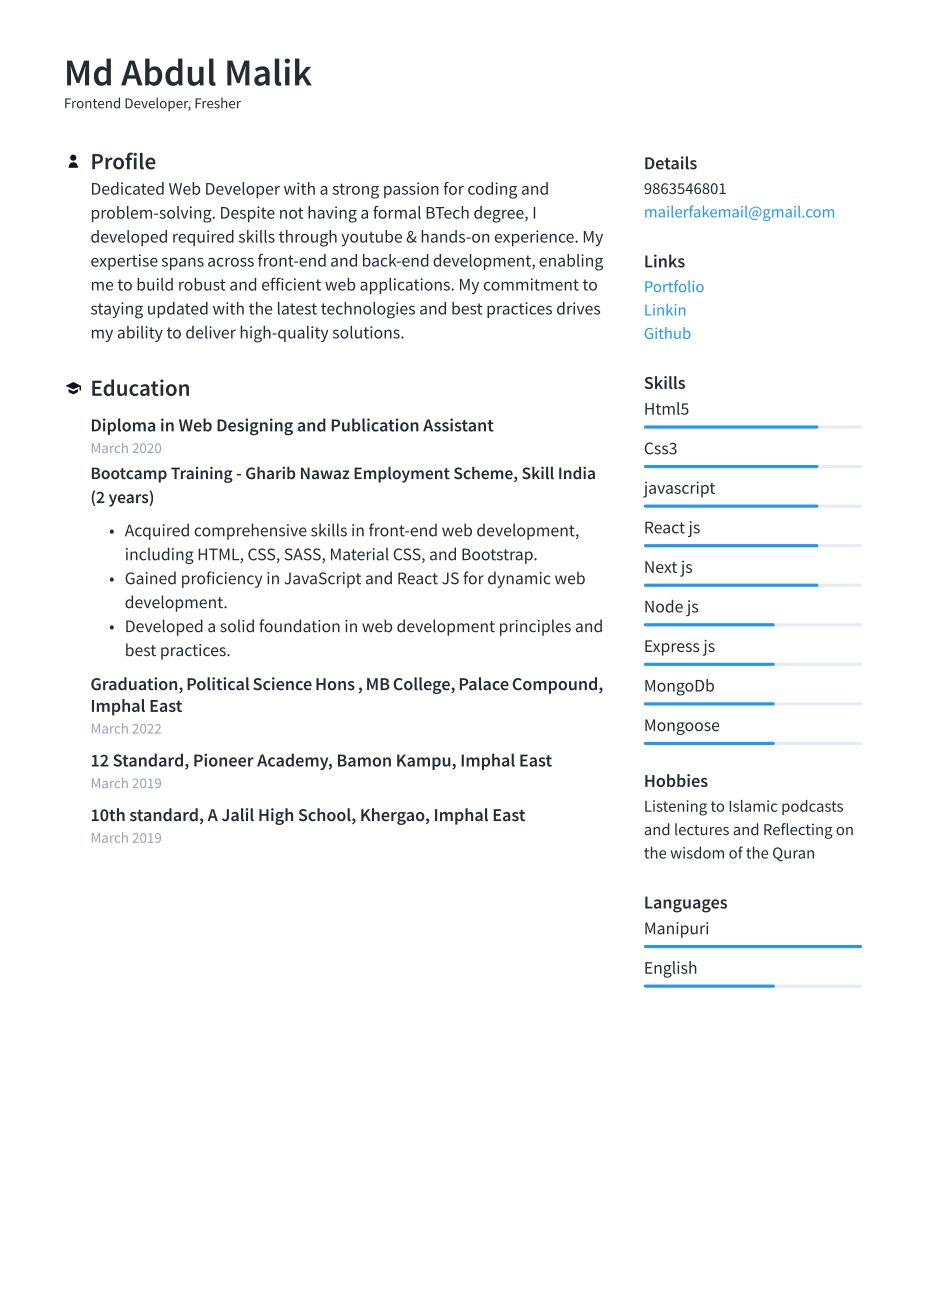 Md Abdul Malik
Frontend Developer, Fresher
Profile
Dedicated Web Developer with a strong passion for coding and
problem-solving. Despite not having a formal BTech degree, I
developed required skills through youtube & hands-on experience. My
expertise spans across front-end and back-end development, enabling
me to build robust and efficient web applications. My commitment to
staying updated with the latest technologies and best practices drives
my ability to deliver high-quality solutions.
Education
Diploma in Web Designing and Publication Assistant
March 2020
Bootcamp Training - Gharib Nawaz Employment Scheme, Skill India
(2 years)
• Acquired comprehensive skills in front-end web development,
including HTML, CSS, SASS, Material CSS, and Bootstrap.
• Gained proficiency in JavaScript and React JS for dynamic web
development.
• Developed a solid foundation in web development principles and
best practices.
Graduation, Political Science Hons , MB College, Palace Compound,
Imphal East
March 2022
12 Standard, Pioneer Academy, Bamon Kampu, Imphal East
March 2019
10th standard, A Jalil High School, Khergao, Imphal East
March 2019
Details
9863546801
mailerfakemail@gmail.com
Links
Portfolio
Linkin
Github
Skills
Html5
Css3
javascript
React js
Next js
Node js
Express js
MongoDb
Mongoose
Hobbies
Listening to Islamic podcasts
and lectures and Reflecting on
the wisdom of the Quran
Languages
Manipuri
English